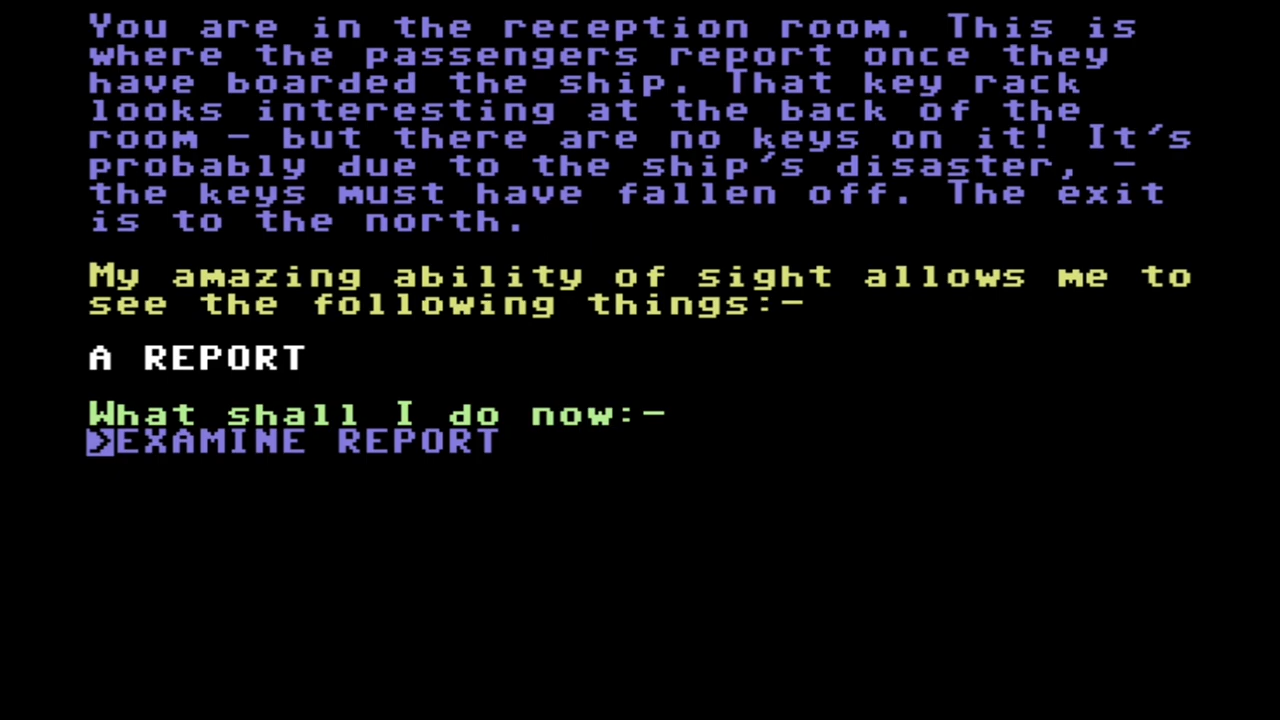 You are in the reception room. This is
where the passengers report once they
have boarded the ship. That key rack
looks interesting at the back of the
room - but there are no keys on it! It's
probably due to the ship's disaster, -
the keys must have fallen off. The exit
is to the north.
My amazing ability of sight allows me to
see the following things:-
A REPORT
What shall I do now:-
>EXAMINE REPORT